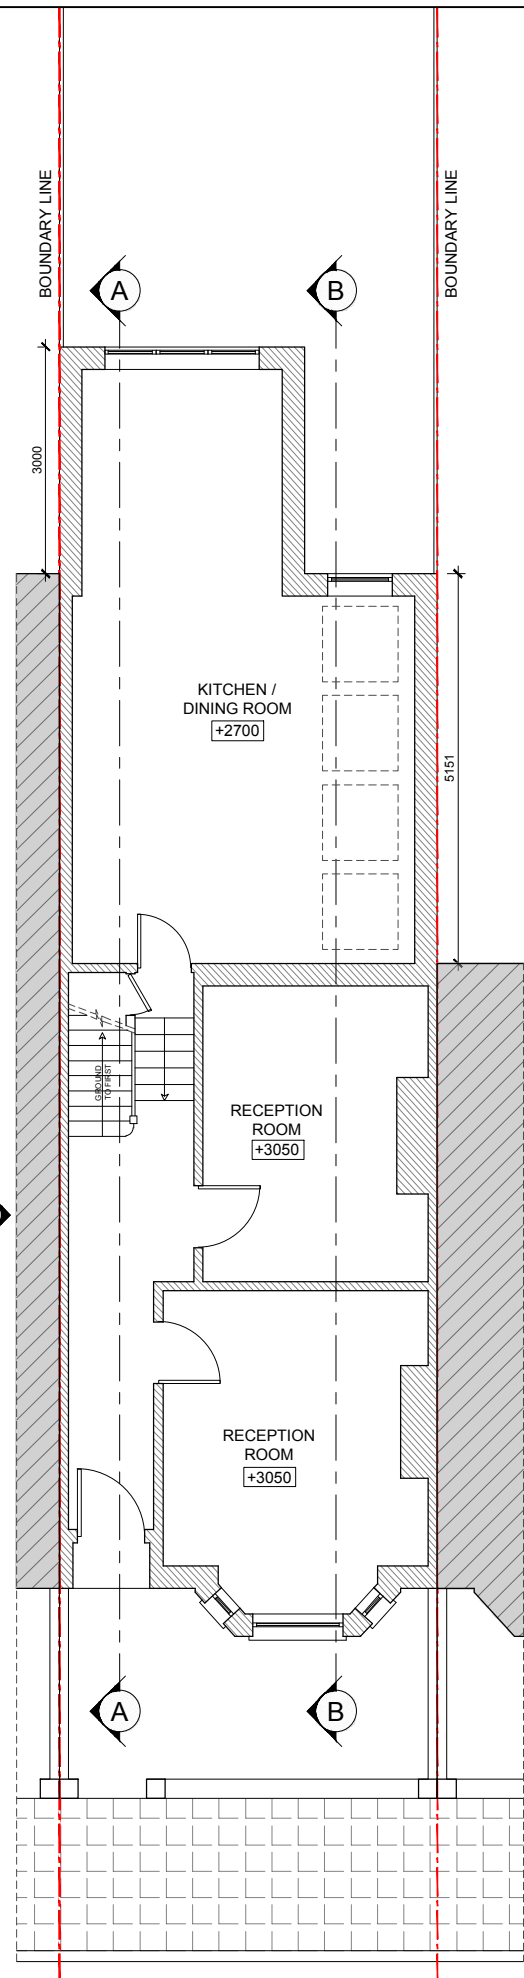 BOUNDARY LINE
BOUNDARY LINE
A
B
3000
KITCHEN /
DINING ROOM
+2700
5151
GROUND
TO FIRST
RECEPTION
ROOM
+3050
RECEPTION
ROOM
+3050
A
B